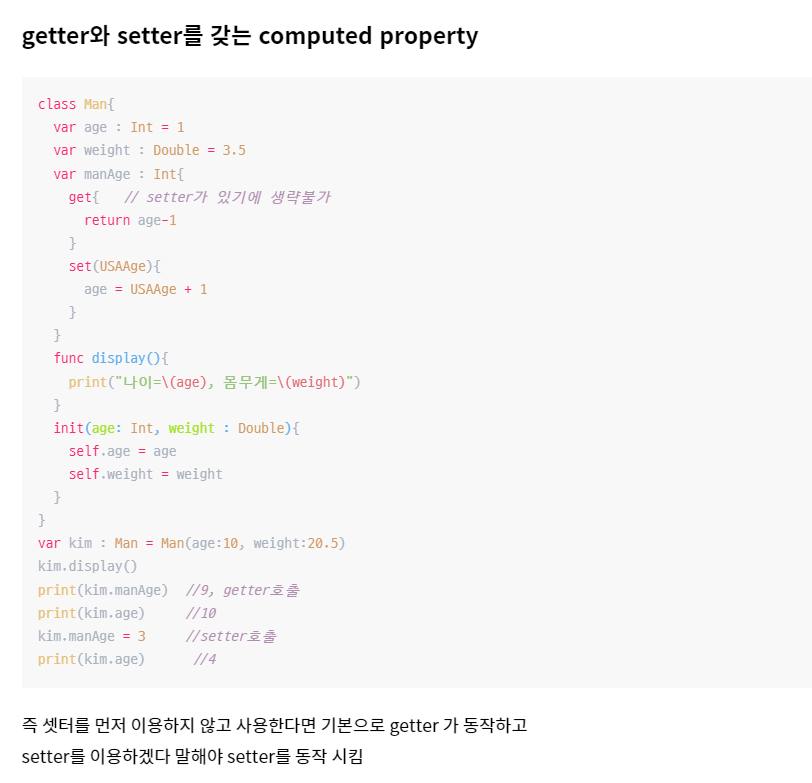 getter와 setter를 갖는 computed property
class Man{
  var age : Int = 1
  var weight : Double = 3.5
  var manAge : Int{
    get{   // setter가 있기에 생략불가
      return age-1
    }
    set(USAAge){
      age = USAAge + 1
    }
  }
  func display(){
    print("나이=\(age), 몸무게=\(weight)")
  }
  init(age: Int, weight : Double){
    self.age = age
    self.weight = weight
  }
}
var kim : Man = Man(age:10, weight:20.5)
kim.display()
print(kim.manAge)  //9, getter호출
print(kim.age)     //10
kim.manAge = 3     //setter호출
print(kim.age)      //4
즉 셋터를 먼저 이용하지 않고 사용한다면 기본으로 getter 가 동작하고
setter를 이용하겠다 말해야 setter를 동작 시킴